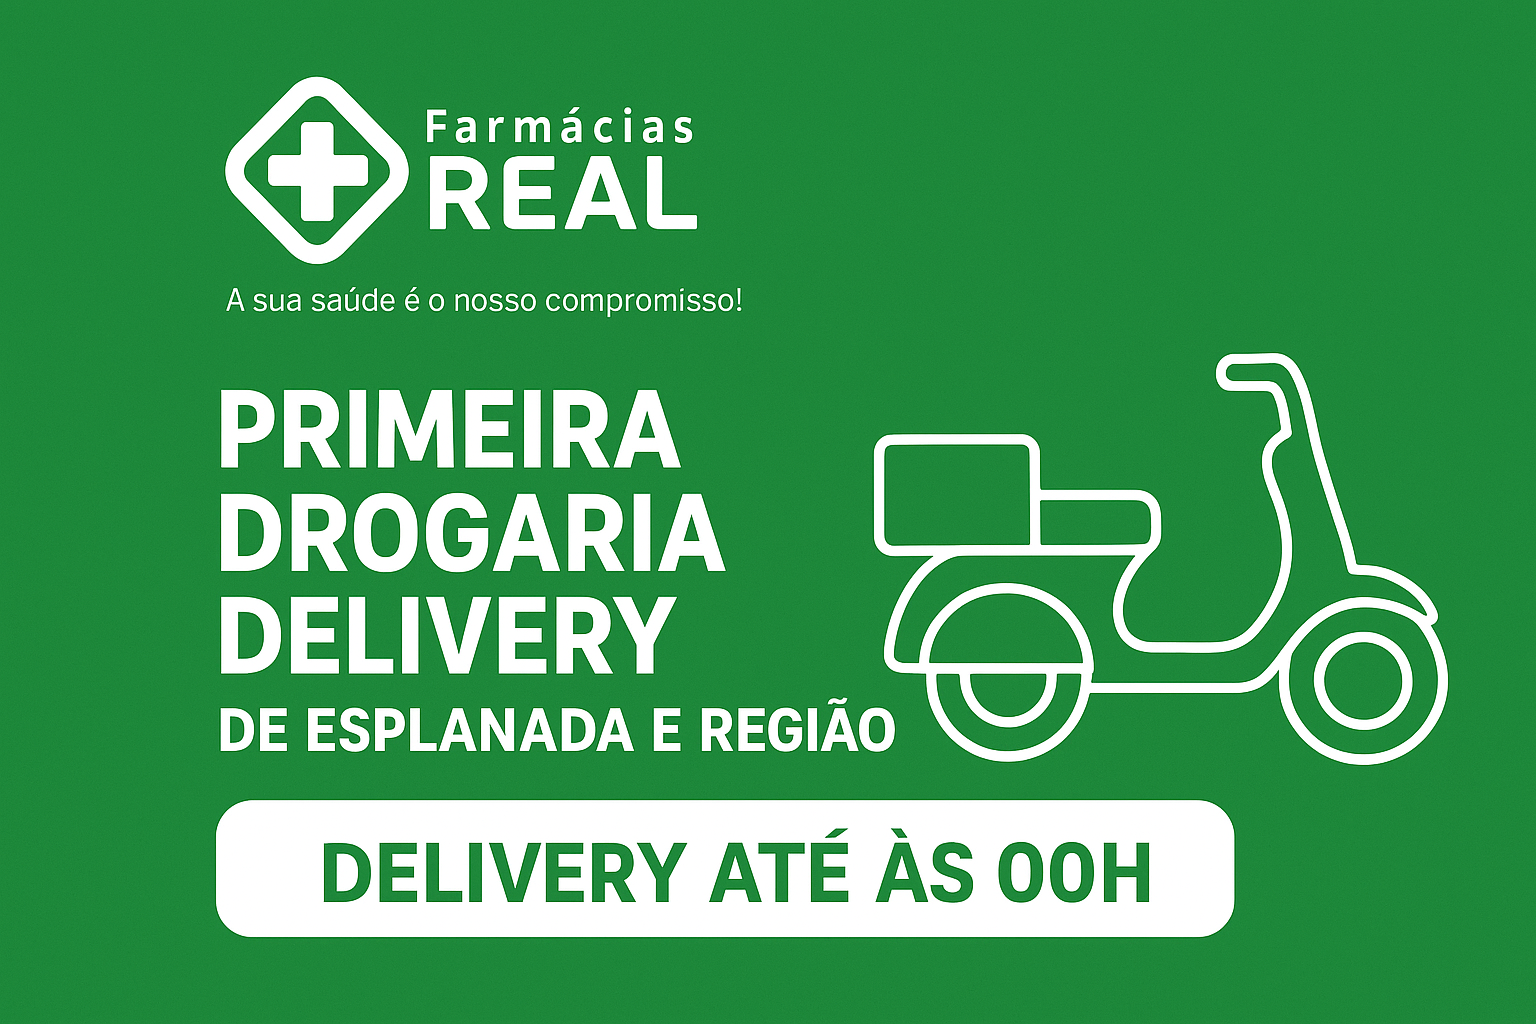 Farmácias
REAL
A sua saúde é o nosso compromisso!
PRIMEIRA
DROGARIA
DELIVERY
DE ESPLANADA E REGIÃO
DELIVERY ATÉ ÀS 00H